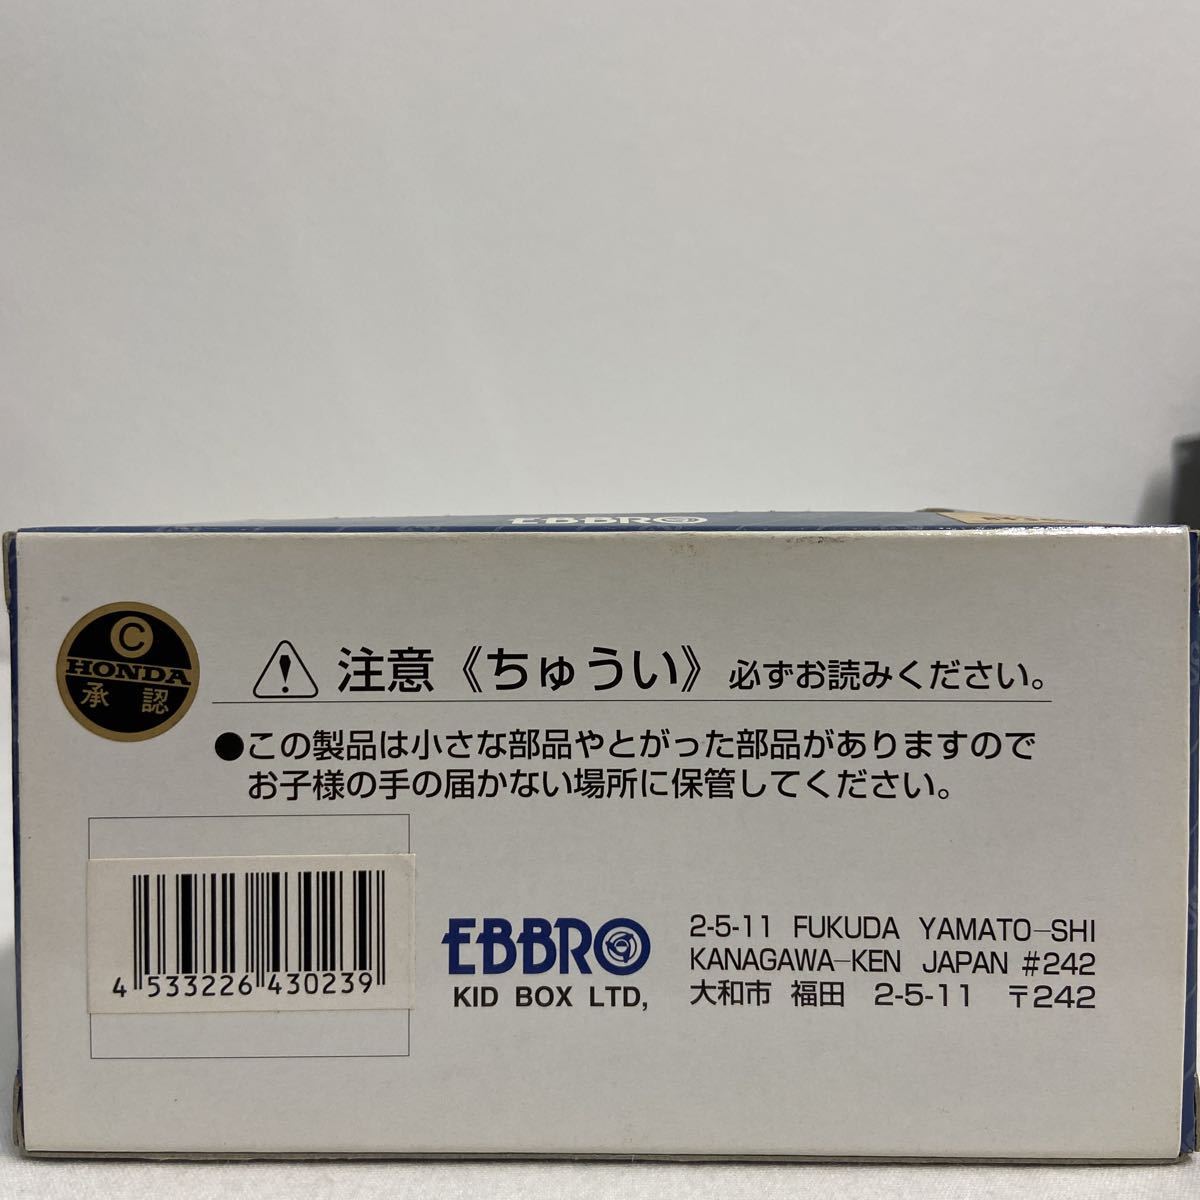 EBBRO
C
HONDA
承認
注意《ちゅうい》必ずお読みください。
●この製品は小さな部品やとがった部品がありますので
お子様の手の届かない場所に保管してください。
4 533226 430239
EBBRO
KID BOX LTD,
2-5-11 FUKUDA YAMATO-SHI
KANAGAWA-KEN JAPAN #242
大和市 福田 2-5-11 〒242